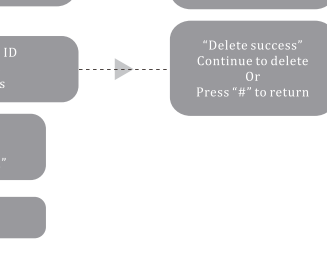 ID
s
“Delete success”
Continue to delete
Or
Press “#” to return
”